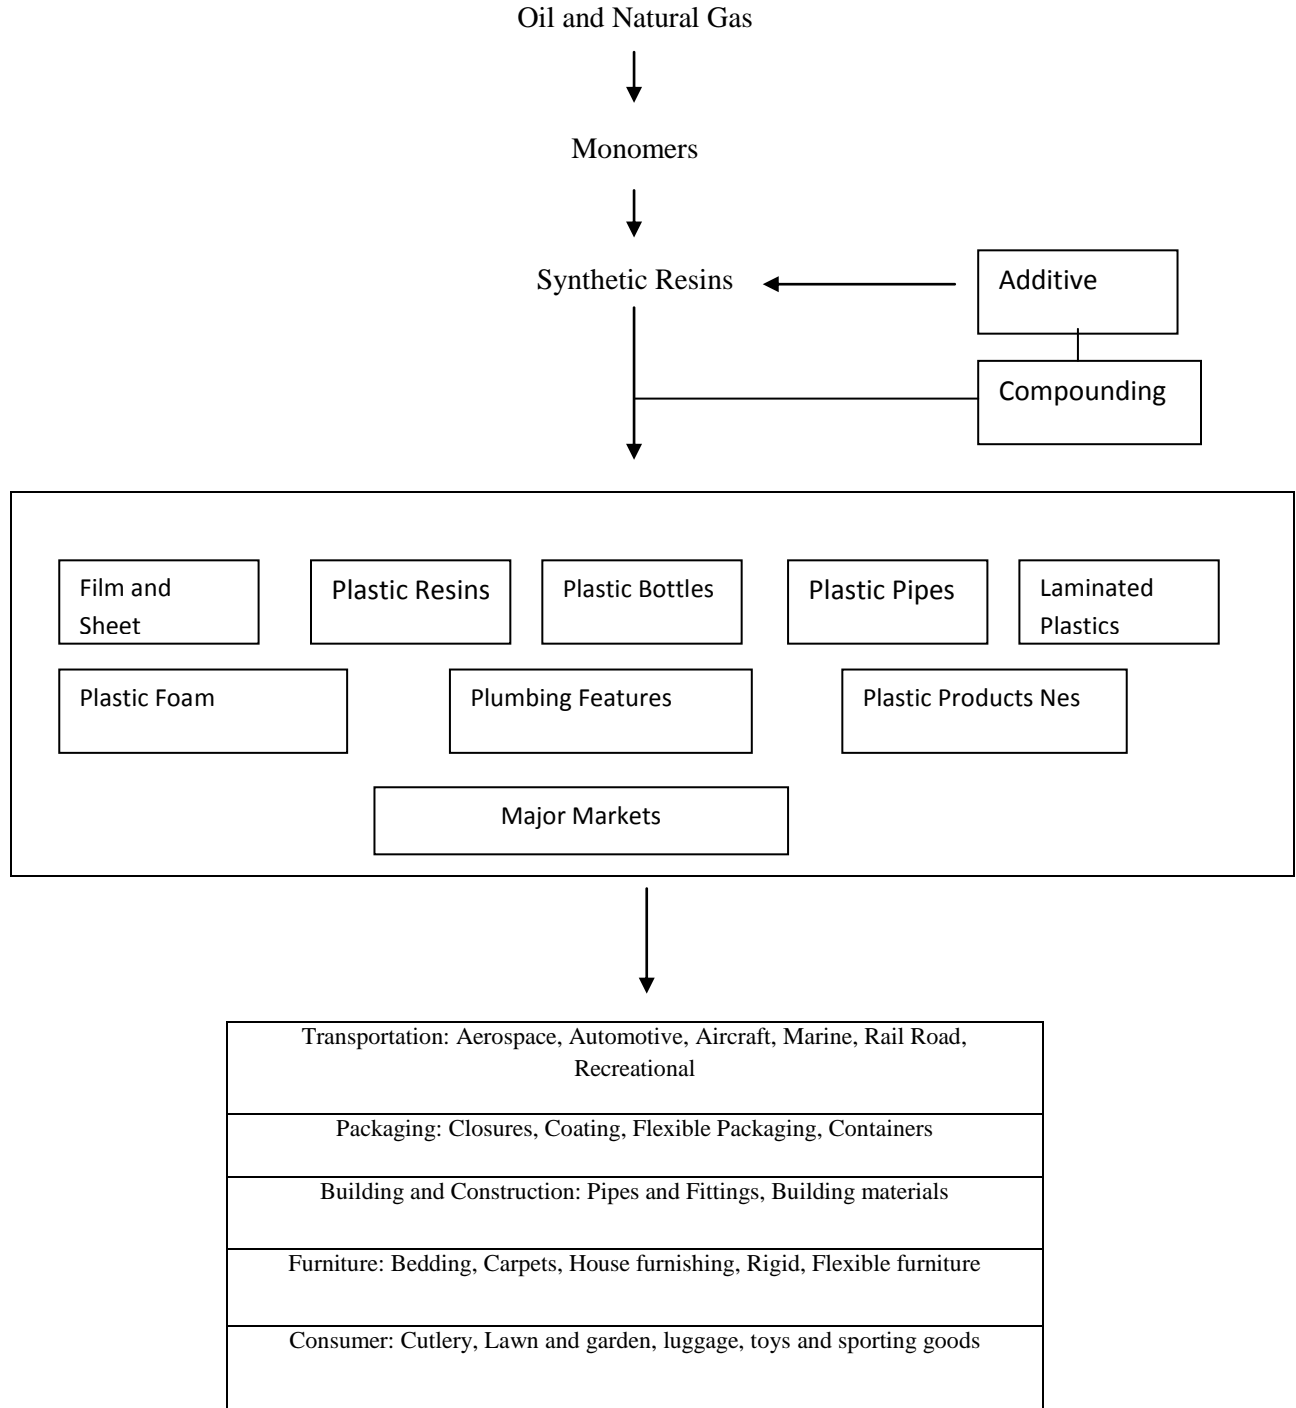 Oil and Natural Gas
Monomers
Synthetic Resins
Additive
Compounding
Film and
Sheet
Plastic Resins
Plastic Bottles
Plastic Pipes
Laminated
Plastics
Plastic Foam
Plumbing Features
Plastic Products Nes
Major Markets
Transportation: Aerospace, Automotive, Aircraft, Marine, Rail Road,
Recreational
Packaging: Closures, Coating, Flexible Packaging, Containers
Building and Construction: Pipes and Fittings, Building materials
Furniture: Bedding, Carpets, House furnishing, Rigid, Flexible furniture
Consumer: Cutlery, Lawn and garden, luggage, toys and sporting goods